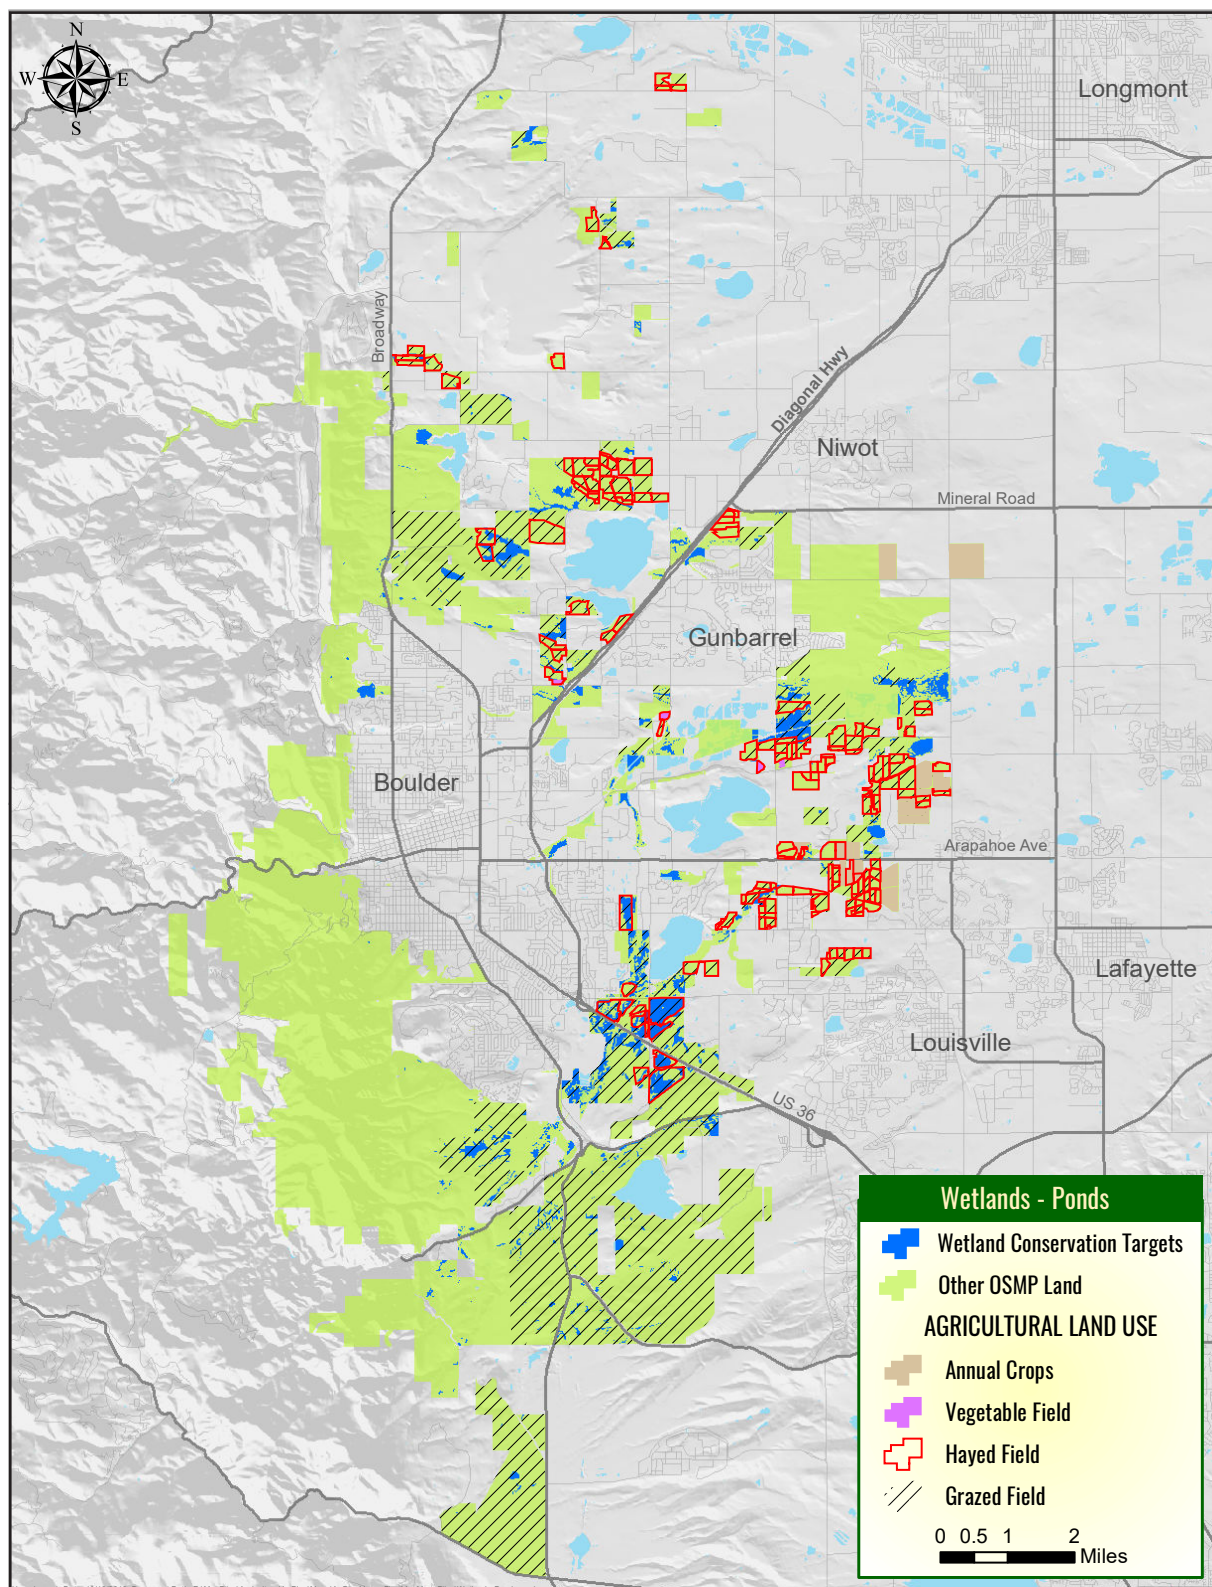 N
W E
S
Longmont
Broadway
Diagonal Hwy
Niwot
Mineral Road
Gunbarrel
Boulder
Arapahoe Ave
Lafayette
Louisville
US 36
Wetlands - Ponds
Wetland Conservation Targets
Other OSMP Land
AGRICULTURAL LAND USE
Annual Crops
Vegetable Field
Hayed Field
Grazed Field
0 0.5 1 2
Miles